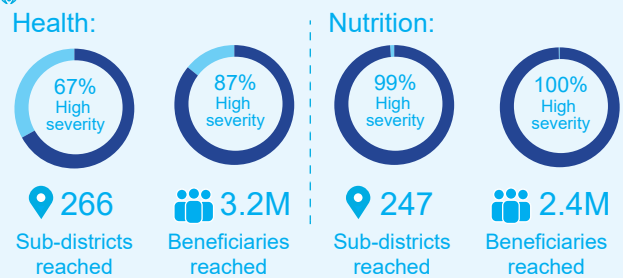 Health:
67%
High
severity
87%
High
severity
266
Sub-districts
reached
3.2M
Beneficiaries
reached
Nutrition:
99%
High
severity
100%
High
severity
247
Sub-districts
reached
2.4M
Beneficiaries
reached